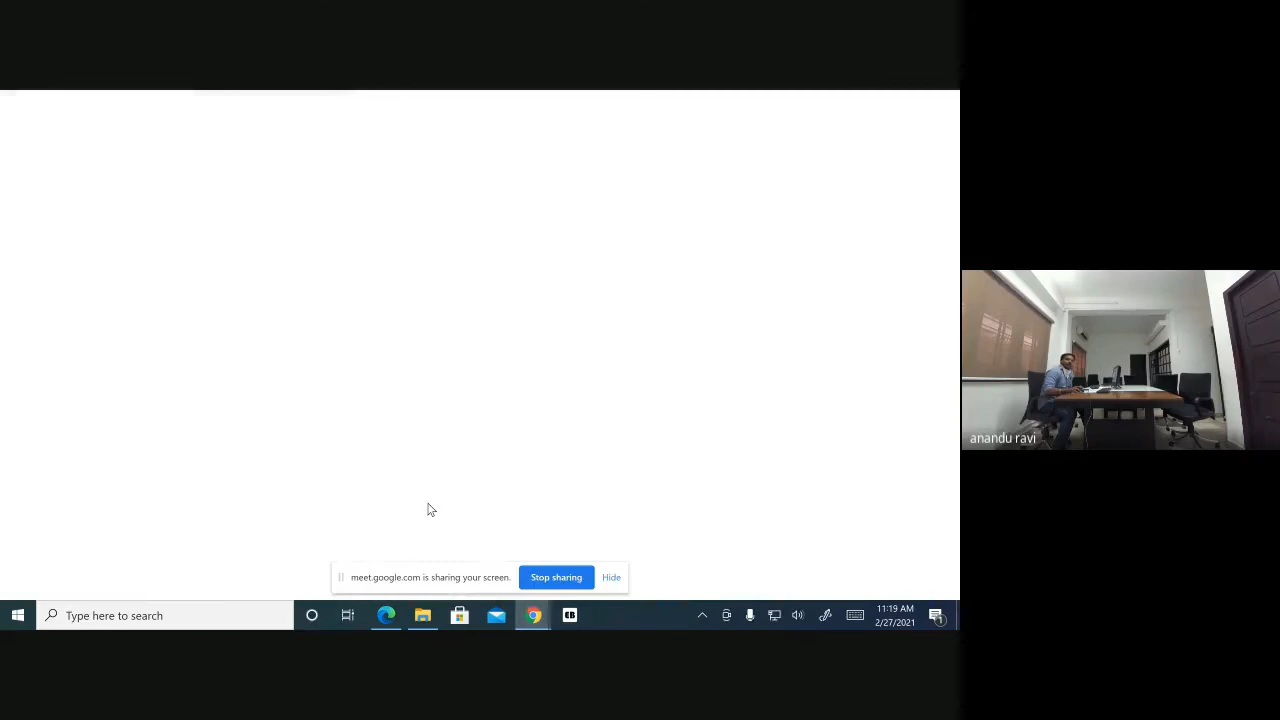 anandu ravi
meet.google.com is sharing your screen.
Stop sharing
Hide
Type here to search
11:19 AM
2/27/2021
1